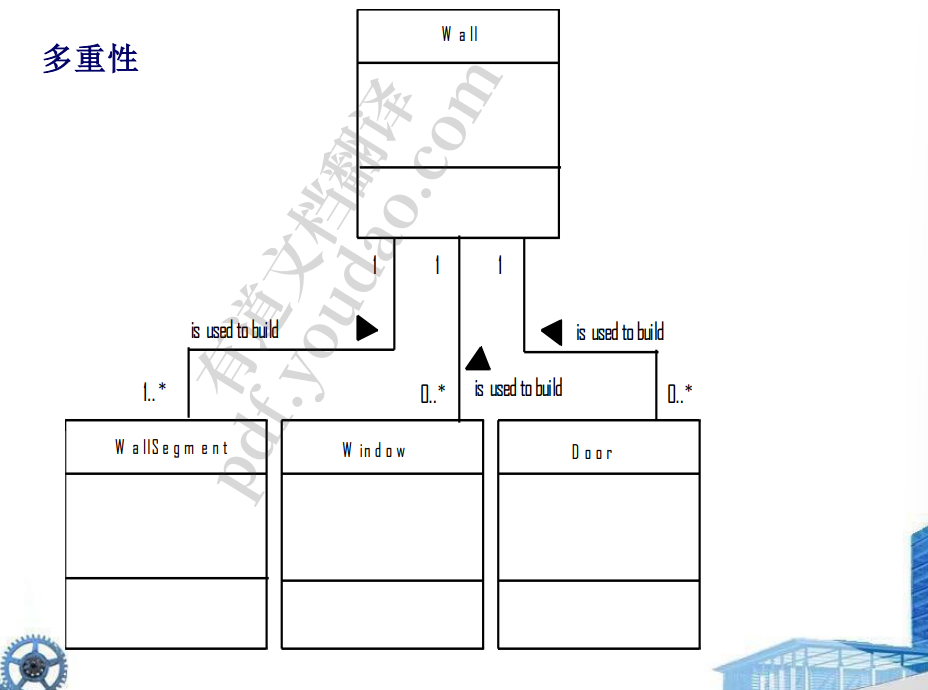 多重性
Wall
有道文档翻译
pdf.youdao.com
1
1
1
is used to build
is used to build
is used to build
1..*
0..*
0..*
WallSegment
Window
Door